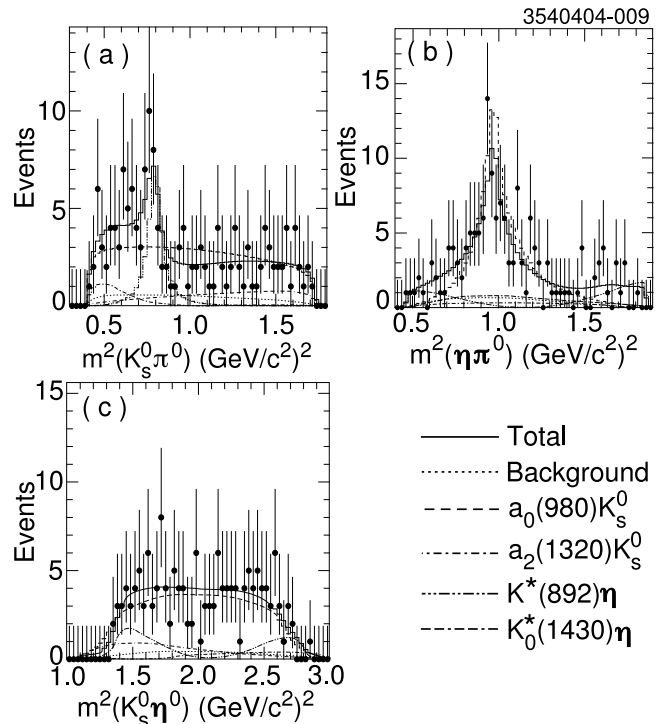 3540404-009
( a )
Events
10
5
0
0.5 1.0 1.5
m²(K⁰ₛπ⁰) (GeV/c²)²
( b )
Events
15
10
5
0
0.5 1.0 1.5
m²(ηπ⁰) (GeV/c²)²
( c )
Events
15
10
5
0
1.0 1.5 2.0 2.5 3.0
m²(K⁰ₛη⁰) (GeV/c²)²
Total
Background
a₀(980)K⁰ₛ
a₂(1320)K⁰ₛ
K*(892)η
K*₀(1430)η